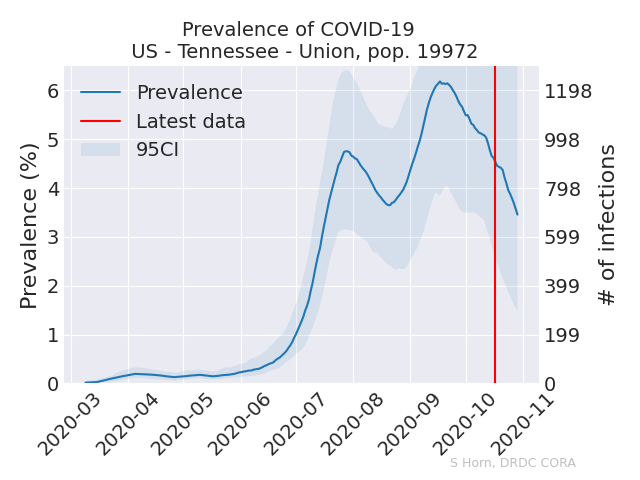 Prevalence of COVID-19
US - Tennessee - Union, pop. 19972
Prevalence
Latest data
95CI
Prevalence (%)
6
5
4
3
2
1
0
1198
998
798
599
399
199
0
# of infections
2020-03
2020-04
2020-05
2020-06
2020-07
2020-08
2020-09
2020-10
2020-11
S Horn, DRDC CORA